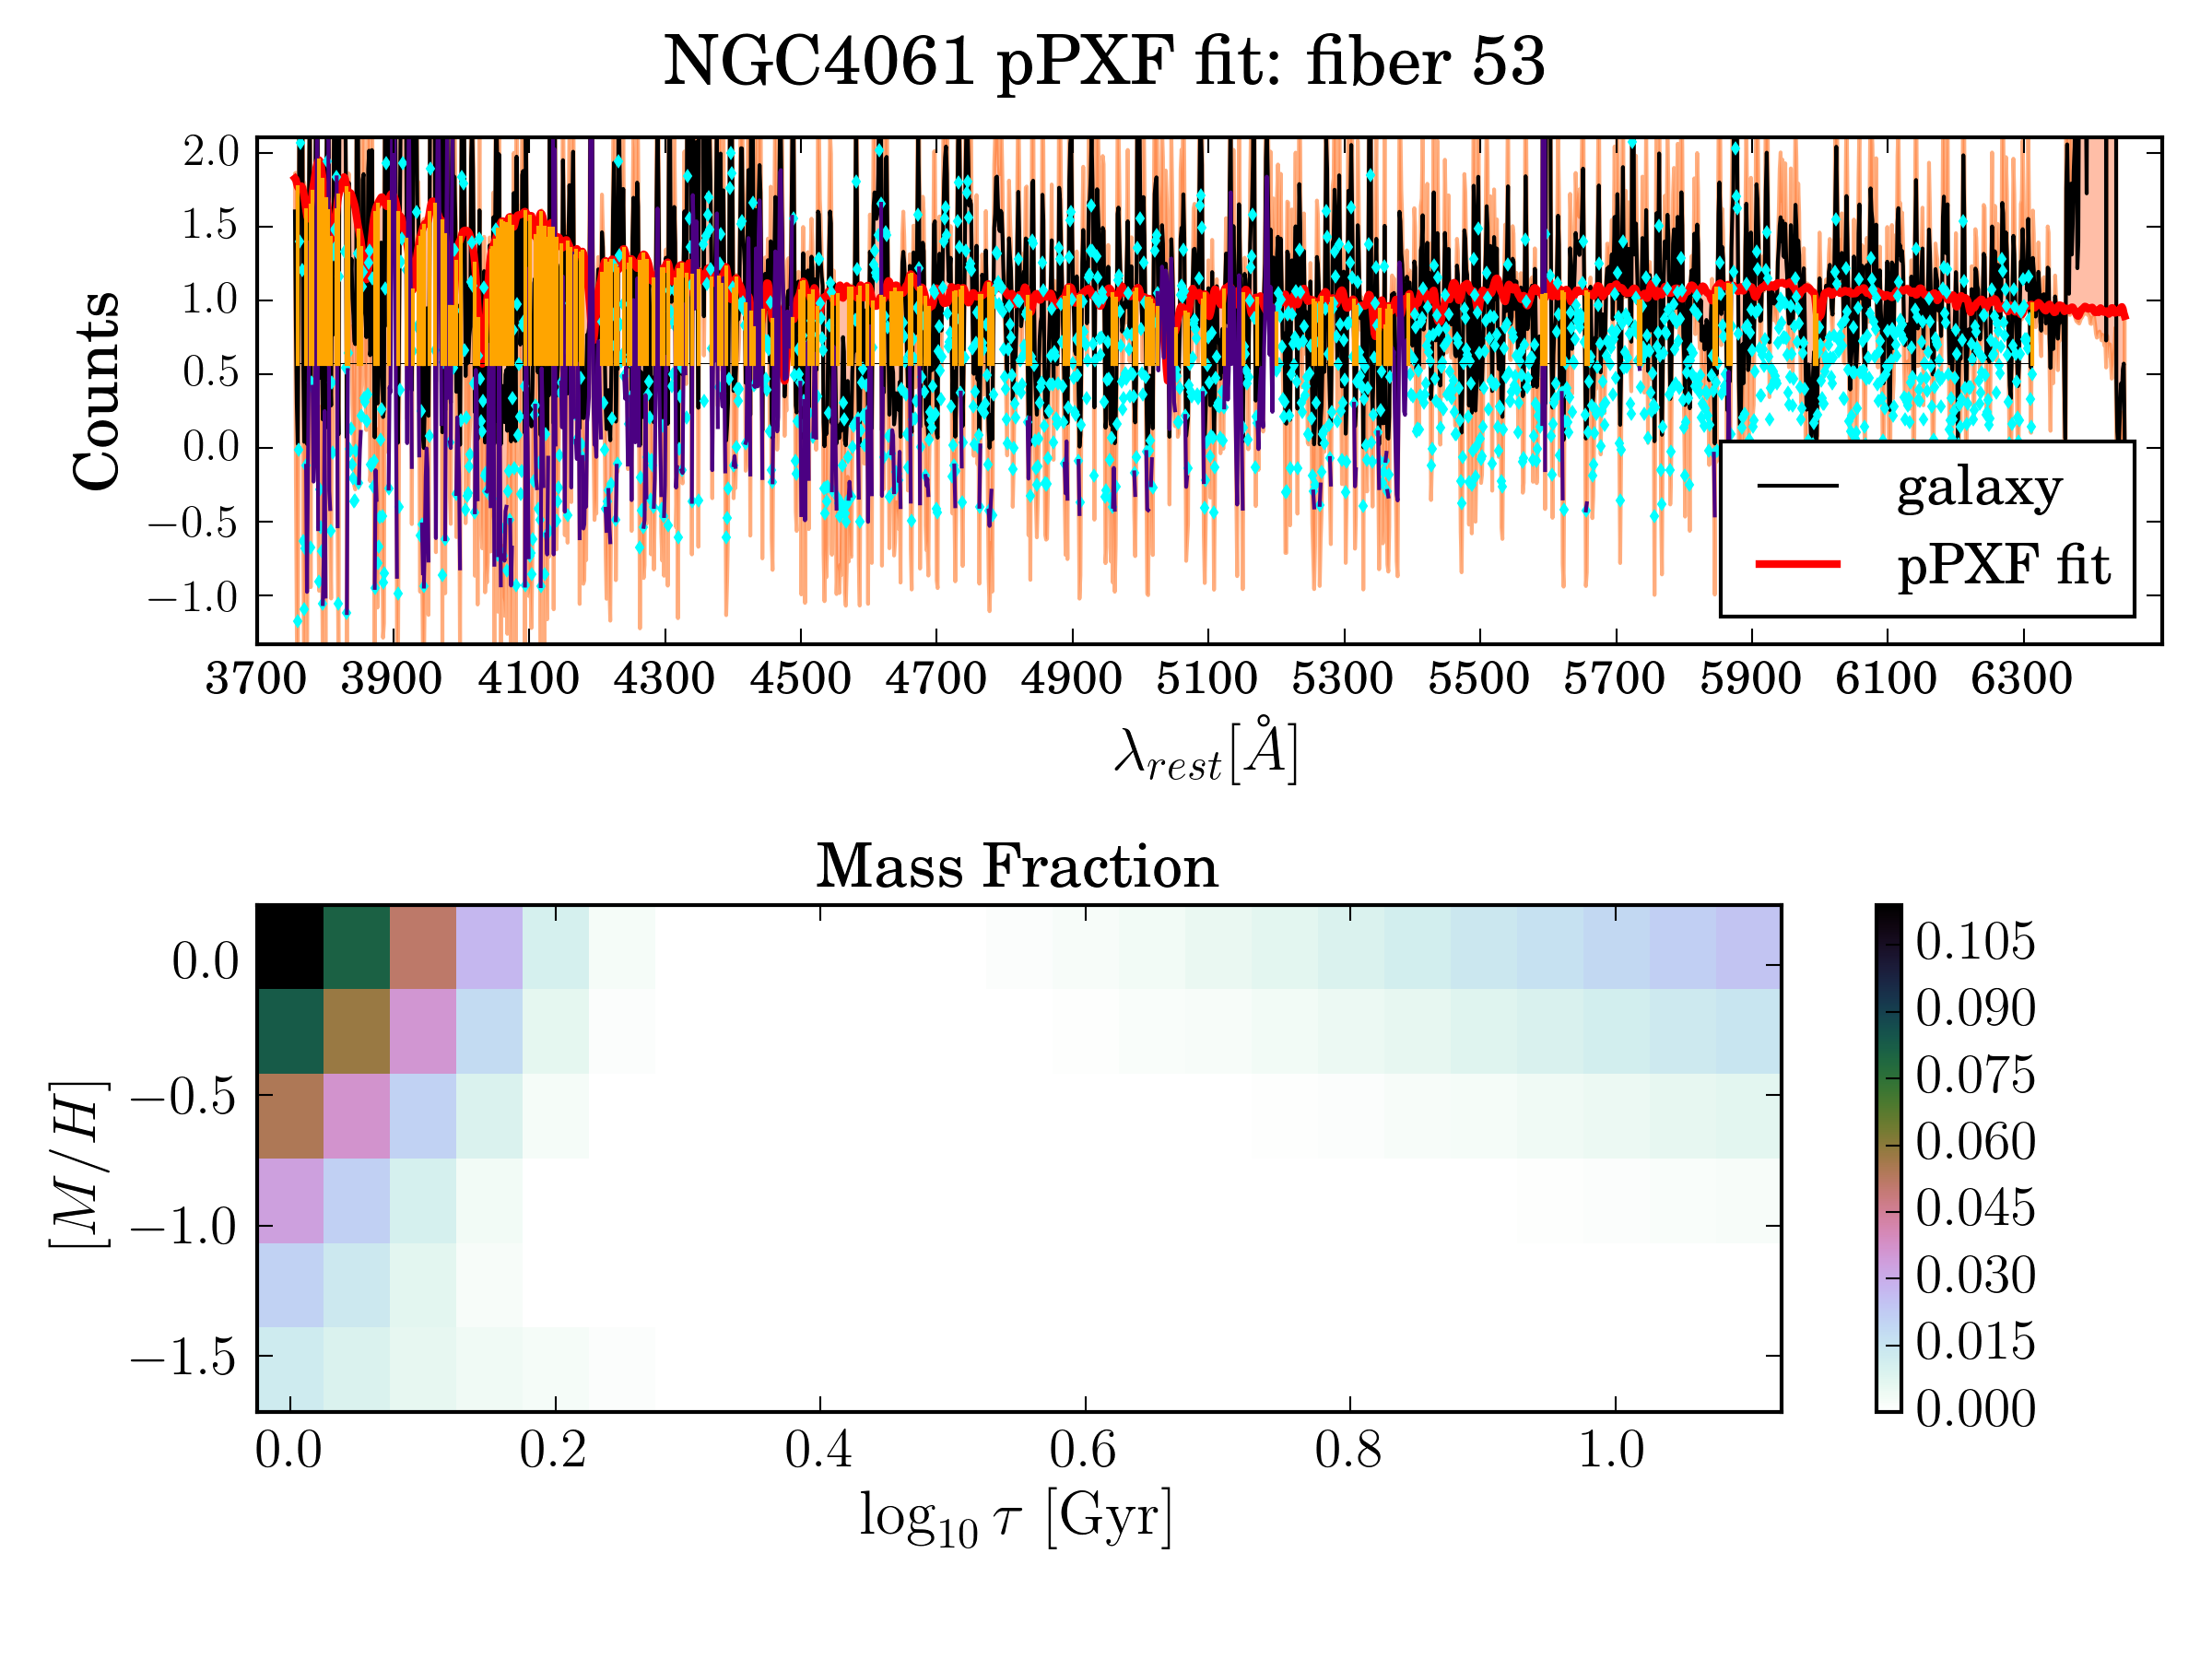 NGC4061 pPXF fit: fiber 53
2.0
1.5
1.0
0.5
0.0
−0.5
−1.0
Counts
galaxy
pPXF fit
3700 3900 4100 4300 4500 4700 4900 5100 5300 5500 5700 5900 6100 6300
λrest[Å]
Mass Fraction
0.0
−0.5
−1.0
−1.5
[M/H]
0.105
0.090
0.075
0.060
0.045
0.030
0.015
0.000
0.0 0.2 0.4 0.6 0.8 1.0
log10 τ [Gyr]